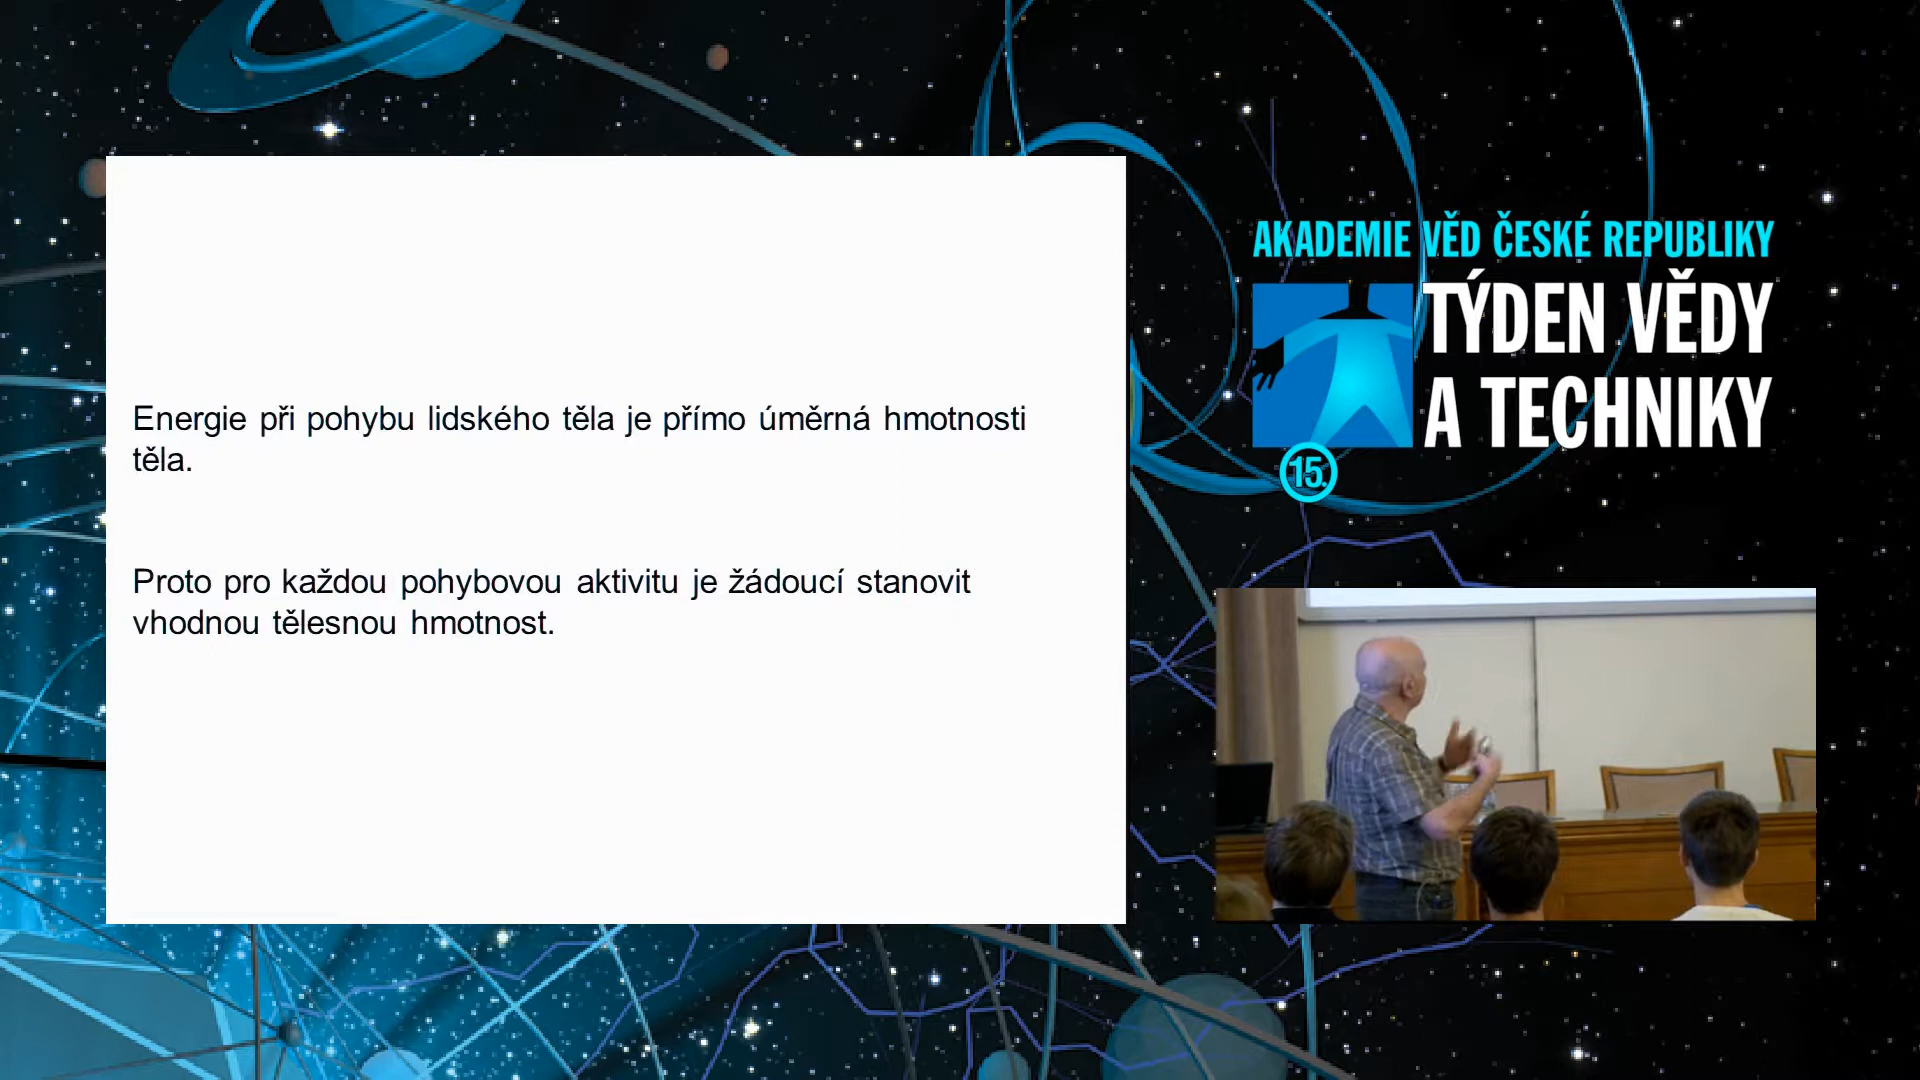 Energie při pohybu lidského těla je přímo úměrná hmotnosti
těla.
Proto pro každou pohybovou aktivitu je žádoucí stanovit
vhodnou tělesnou hmotnost.
AKADEMIE VĚD ČESKÉ REPUBLIKY
TÝDEN VĚDY
A TECHNIKY
15.